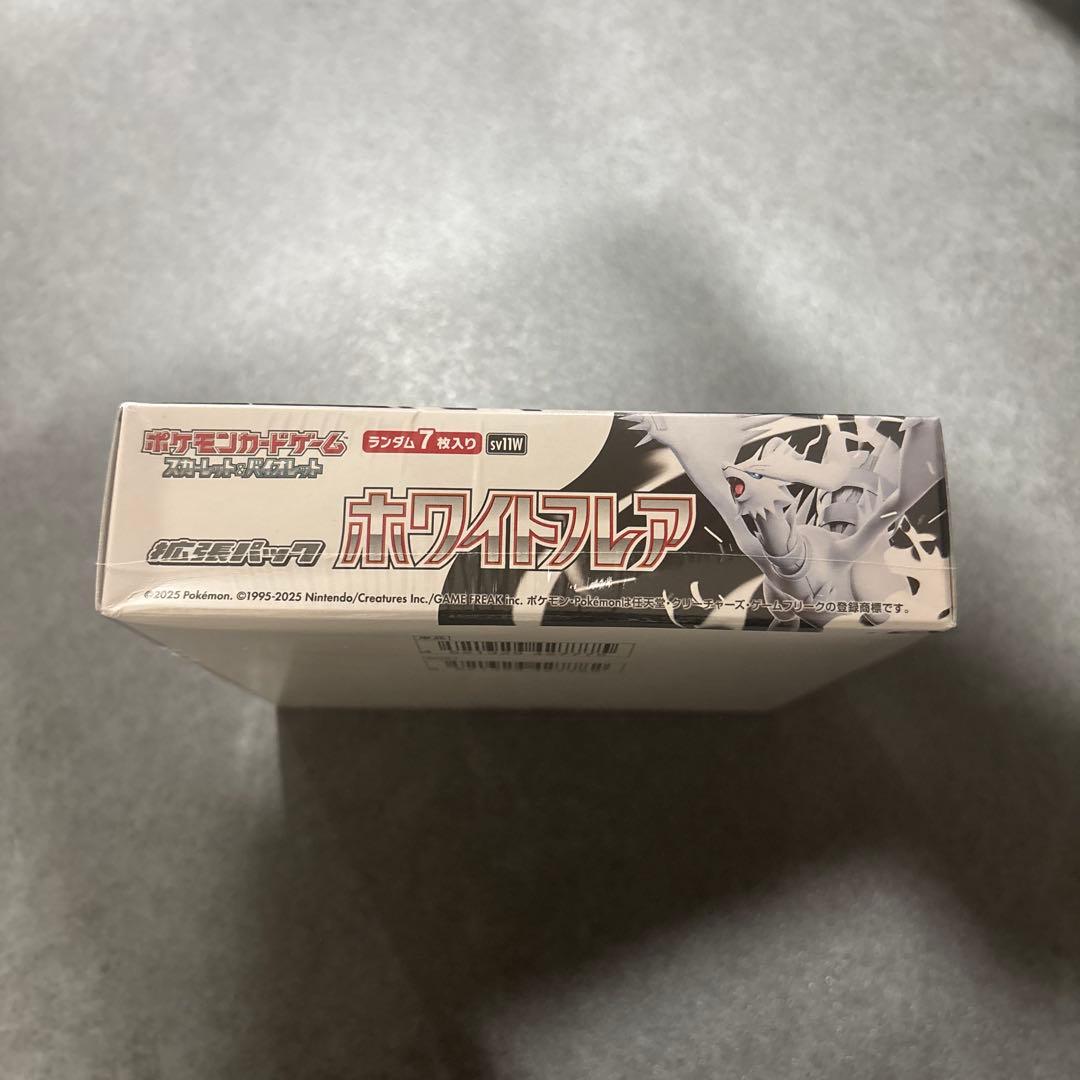 ポケモンカードゲーム
スカーレット&バイオレット
ランダム7枚入り
sv11W
拡張パック
ホワイトフレア
©2025 Pokémon. ©1995-2025 Nintendo/Creatures Inc./GAME FREAK inc. ポケモン・Pokémonは任天堂・クリーチャーズ・ゲームフリークの登録商標です。